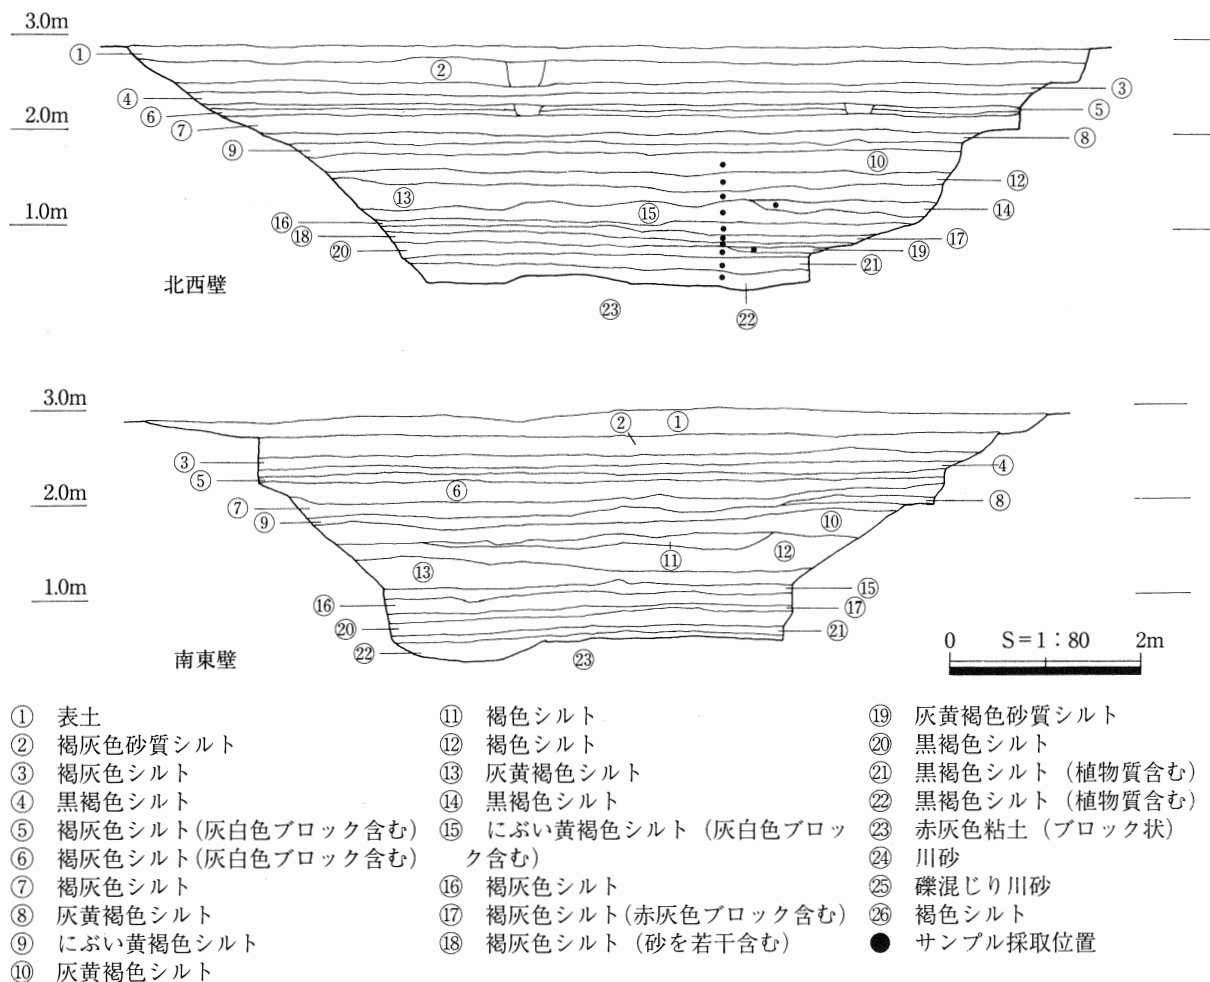 3.0m
①
②
③
④
⑤
2.0m
⑥
⑦
⑧
⑨
⑩
⑫
⑬
⑮
⑭
1.0m
⑯
⑱
⑰
⑳
⑲
㉑
北西壁
㉓
㉒
3.0m
②
①
③
④
⑤
⑥
2.0m
⑦
⑧
⑨
⑩
⑪
⑫
⑬
1.0m
⑮
⑯
⑰
⑳
㉑
㉒
㉓
南東壁
0 S=1:80 2m
① 表土
② 褐灰色砂質シルト
③ 褐灰色シルト
④ 黒褐色シルト
⑤ 褐灰色シルト(灰白色ブロック含む)
⑥ 褐灰色シルト(灰白色ブロック含む)
⑦ 褐灰色シルト
⑧ 灰黄褐色シルト
⑨ にぶい黄褐色シルト
⑩ 灰黄褐色シルト
⑪ 褐色シルト
⑫ 褐色シルト
⑬ 灰黄褐色シルト
⑭ 黒褐色シルト
⑮ にぶい黄褐色シルト(灰白色ブロッ
ク含む)
⑯ 褐灰色シルト
⑰ 褐灰色シルト(赤灰色ブロック含む)
⑱ 褐灰色シルト(砂を若干含む)
⑲ 灰黄褐色砂質シルト
⑳ 黒褐色シルト
㉑ 黒褐色シルト(植物質含む)
㉒ 黒褐色シルト(植物質含む)
㉓ 赤灰色粘土(ブロック状)
㉔ 川砂
㉕ 礫混じり川砂
㉖ 褐色シルト
● サンプル採取位置